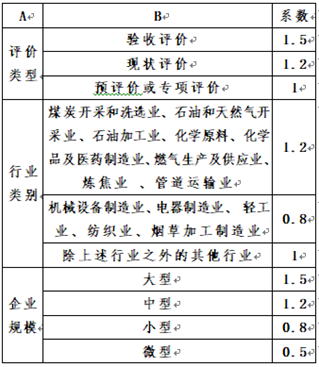 A B 系数
评价类型 验收评价 1.5
现状评价 1.2
预评价或专项评价 1
行业类别 煤炭开采和洗选业、石油和天然气开
采业、石油加工业、化学原料、化学
品及医药制造业、燃气生产及供应业、
炼焦业 、管道运输业 1.2
机械设备制造业、电器制造业、 轻工
业、纺织业、烟草加工制造业 0.8
除上述行业之外的其他行业 1
企业规模 大型 1.5
中型 1.2
小型 0.8
微型 0.5